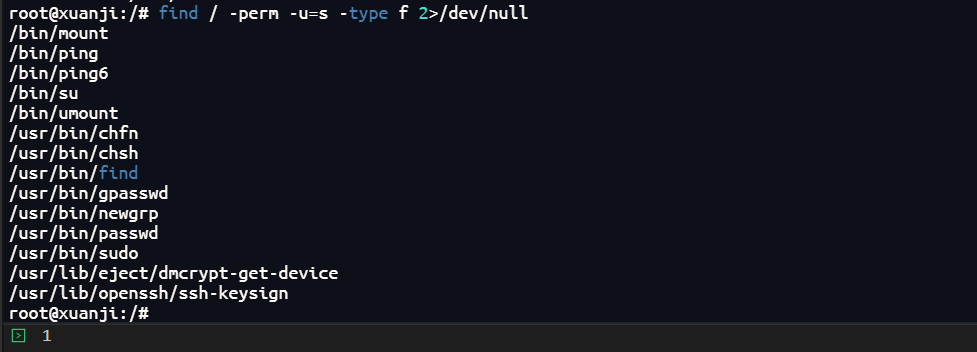 root@xuanji:/# find / -perm -u=s -type f 2>/dev/null
/bin/mount
/bin/ping
/bin/ping6
/bin/su
/bin/umount
/usr/bin/chfn
/usr/bin/chsh
/usr/bin/find
/usr/bin/gpasswd
/usr/bin/newgrp
/usr/bin/passwd
/usr/bin/sudo
/usr/lib/eject/dmcrypt-get-device
/usr/lib/openssh/ssh-keysign
root@xuanji:/#
1